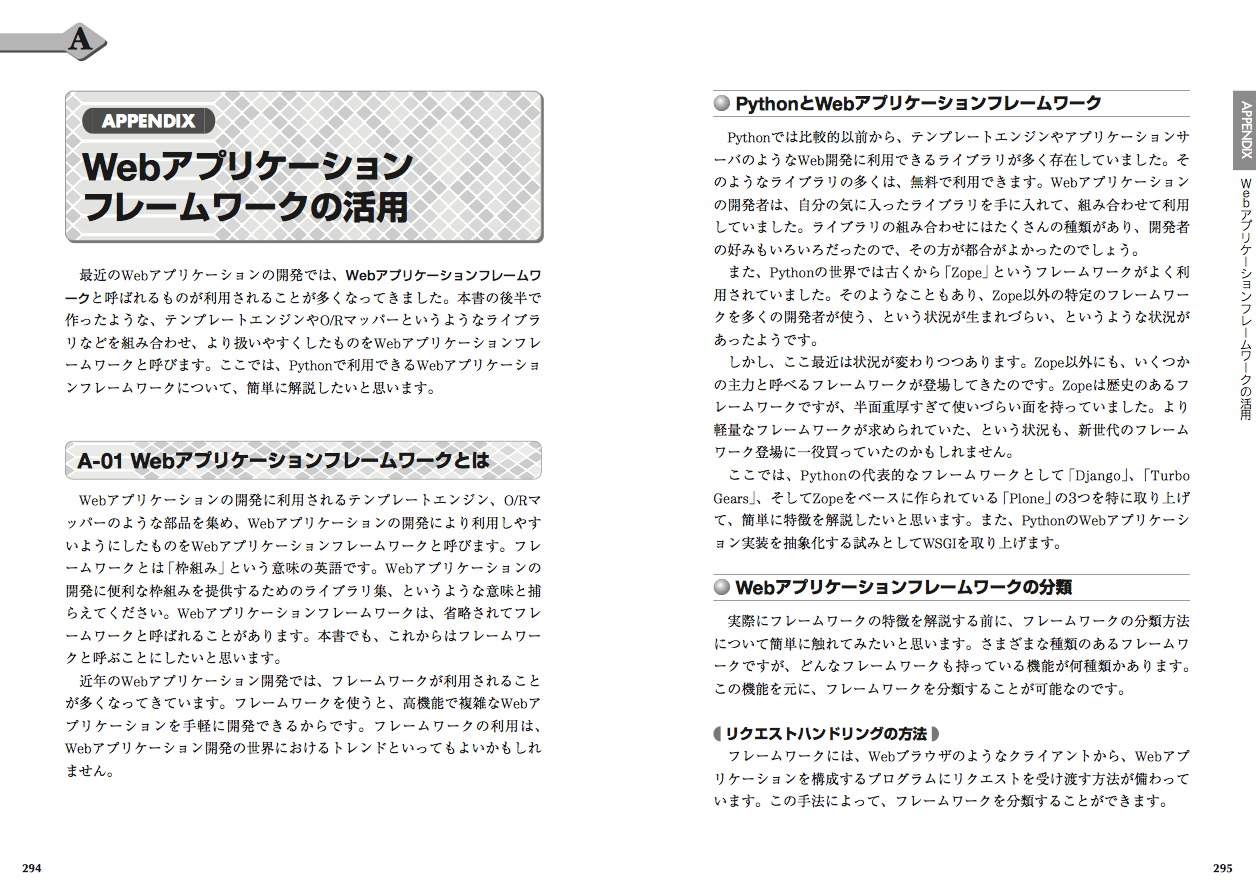 A
APPENDIX
Webアプリケーション
フレームワークの活用
最近のWebアプリケーションの開発では、Webアプリケーションフレームワ
ークと呼ばれるものが利用されることが多くなってきました。本書の後半で
作ったような、テンプレートエンジンやO/Rマッパーというようなライブラ
リなどを組み合わせ、より扱いやすくしたものをWebアプリケーションフレ
ームワークと呼びます。ここでは、Pythonで利用できるWebアプリケーショ
ンフレームワークについて、簡単に解説したいと思います。
A-01 Webアプリケーションフレームワークとは
Webアプリケーションの開発に利用されるテンプレートエンジン、O/Rマ
ッパーのような部品を集め、Webアプリケーションの開発により利用しやす
いようにしたものをWebアプリケーションフレームワークと呼びます。フレ
ームワークとは「枠組み」という意味の英語です。Webアプリケーションの
開発に便利な枠組みを提供するためのライブラリ集、というような意味と捕
らえてください。Webアプリケーションフレームワークは、省略されてフレ
ームワークと呼ばれることがあります。本書でも、これからはフレームワー
クと呼ぶことにしたいと思います。
近年のWebアプリケーション開発では、フレームワークが利用されること
が多くなってきています。フレームワークを使うと、高機能で複雑なWebア
プリケーションを手軽に開発できるからです。フレームワークの利用は、
Webアプリケーション開発の世界におけるトレンドといってもよいかもしれ
ません。
294
PythonとWebアプリケーションフレームワーク
Pythonでは比較的以前から、テンプレートエンジンやアプリケーションサ
ーバのようなWeb開発に利用できるライブラリが多く存在していました。そ
のようなライブラリの多くは、無料で利用できます。Webアプリケーション
の開発者は、自分の気に入ったライブラリを手に入れて、組み合わせて利用
していました。ライブラリの組み合わせにはたくさんの種類があり、開発者
の好みもいろいろだったので、その方が都合がよかったのでしょう。
また、Pythonの世界では古くから「Zope」というフレームワークがよく利
用されていました。そのようなこともあり、Zope以外の特定のフレームワー
クを多くの開発者が使う、という状況が生まれづらい、というような状況が
あったようです。
しかし、ここ最近は状況が変わりつつあります。Zope以外にも、いくつか
の主力と呼べるフレームワークが登場してきたのです。Zopeは歴史のあるフ
レームワークですが、半面重厚すぎて使いづらい面を持っていました。より
軽量なフレームワークが求められていた、という状況も、新世代のフレーム
ワーク登場に一役買っていたのかもしれません。
ここでは、Pythonの代表的なフレームワークとして「Django」、「Turbo
Gears」、そしてZopeをベースに作られている「Plone」の3つを特に取り上げ
て、簡単に特徴を解説したいと思います。また、PythonのWebアプリケーシ
ョン実装を抽象化する試みとしてWSGIを取り上げます。
Webアプリケーションフレームワークの分類
実際にフレームワークの特徴を解説する前に、フレームワークの分類方法
について簡単に触れてみたいと思います。さまざまな種類のあるフレームワ
ークですが、どんなフレームワークも持っている機能が何種類かあります。
この機能を元に、フレームワークを分類することが可能なのです。
リクエストハンドリングの方法
フレームワークには、Webブラウザのようなクライアントから、Webアプ
リケーションを構成するプログラムにリクエストを受け渡す方法が備わって
います。この手法によって、フレームワークを分類することができます。
APPENDIX
Webアプリケーションフレームワークの活用
295